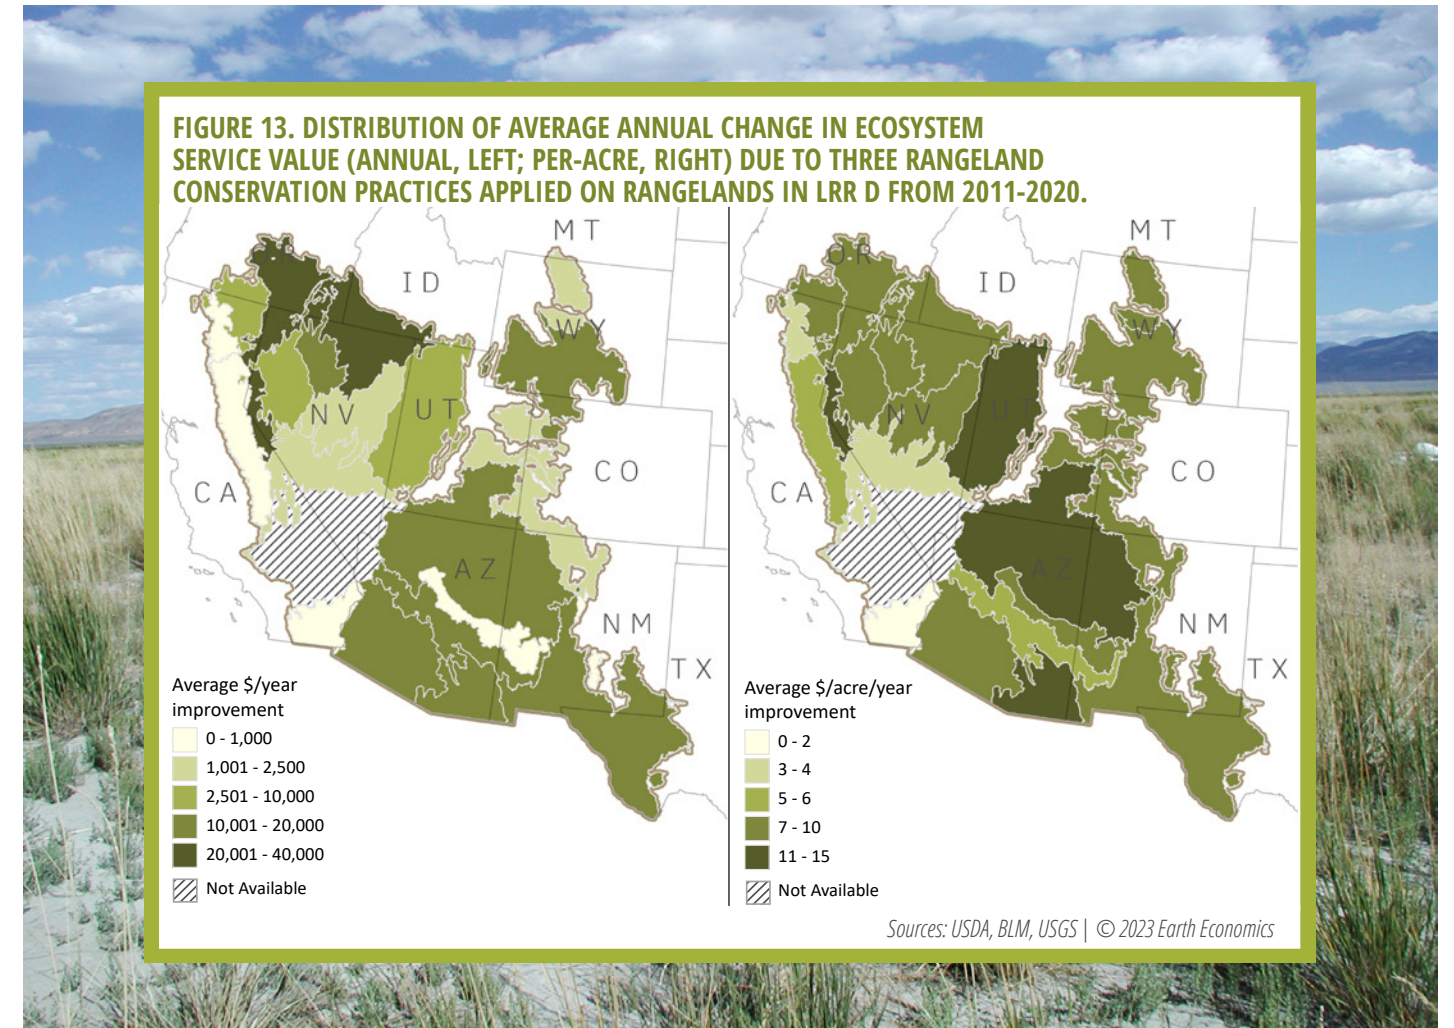 FIGURE 13. DISTRIBUTION OF AVERAGE ANNUAL CHANGE IN ECOSYSTEM
SERVICE VALUE (ANNUAL, LEFT; PER-ACRE, RIGHT) DUE TO THREE RANGELAND
CONSERVATION PRACTICES APPLIED ON RANGELANDS IN LRR D FROM 2011-2020.
MT
OR
ID
WY
NV
UT
CA
CO
AZ
NM
TX
Average $/year
improvement
0 - 1,000
1,001 - 2,500
2,501 - 10,000
10,001 - 20,000
20,001 - 40,000
Not Available
MT
OR
ID
WY
NV
UT
CA
CO
AZ
NM
TX
Average $/acre/year
improvement
0 - 2
3 - 4
5 - 6
7 - 10
11 - 15
Not Available
Sources: USDA, BLM, USGS | © 2023 Earth Economics